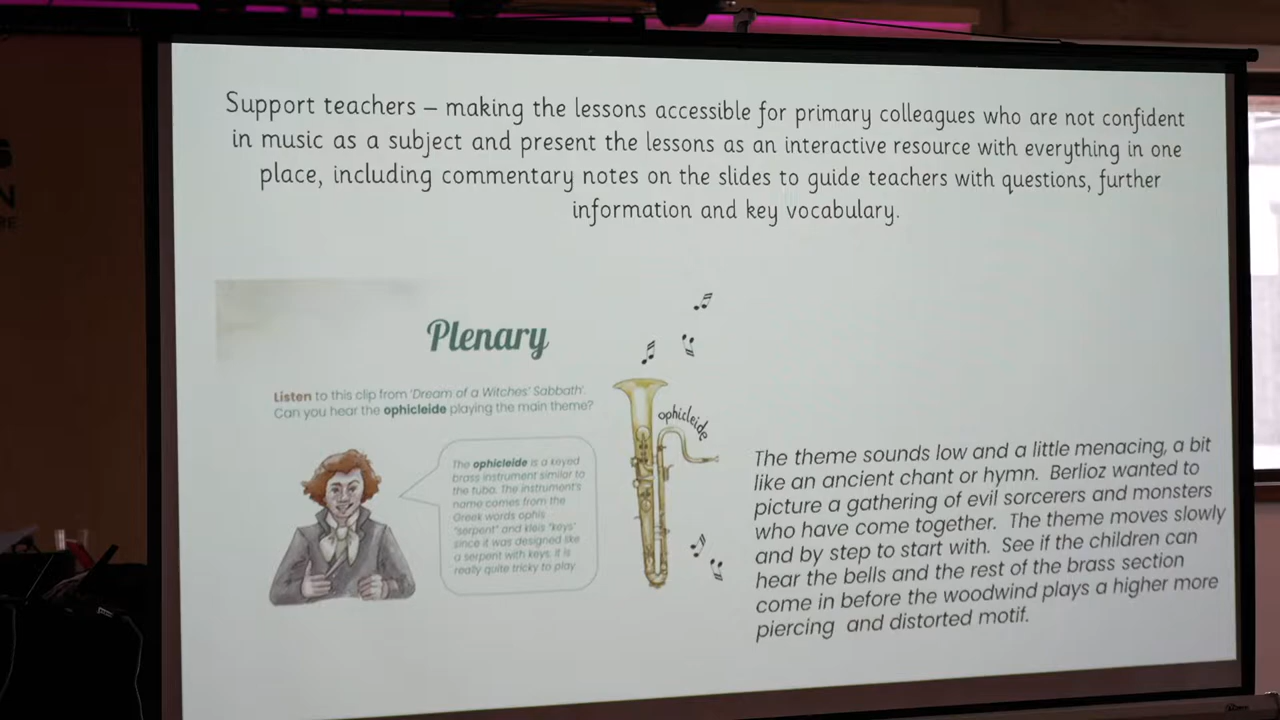 Support teachers – making the lessons accessible for primary colleagues who are not confident
in music as a subject and present the lessons as an interactive resource with everything in one
place, including commentary notes on the slides to guide teachers with questions, further
information and key vocabulary.
Plenary
Listen to this clip from 'Dream of a Witches' Sabbath'.
Can you hear the ophicleide playing the main theme?
The ophicleide is a keyed
brass instrument similar to
the tuba. The instrument's
name comes from the
Greek words ophis
"serpent" and kleis "keys"
since it was designed like
a serpent with keys. It is
really quite tricky to play.
ophicleide
The theme sounds low and a little menacing, a bit
like an ancient chant or hymn. Berlioz wanted to
picture a gathering of evil sorcerers and monsters
who have come together. The theme moves slowly
and by step to start with. See if the children can
hear the bells and the rest of the brass section
come in before the woodwind plays a higher more
piercing and distorted motif.